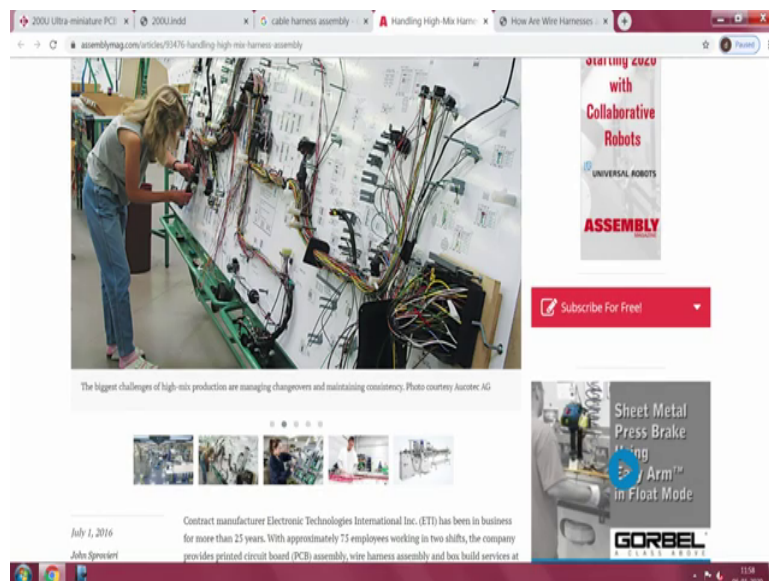 200U Ultra-miniature PCI
200U.indd
cable harness assembly -
Handling High-Mix Harne
How Are Wire Harnesses
assemblymag.com/articles/93476-handling-high-mix-harness-assembly
Paused
Starting 2020
with
Collaborative
Robots
UNIVERSAL ROBOTS
ASSEMBLY
Subscribe For Free!
The biggest challenges of high-mix production are managing changeovers and maintaining consistency. Photo courtesy Aucotec AG
Sheet Metal
Press Brake
Using
Easy Arm™
in Float Mode
GORBEL
A CLASS ABOVE
July 1, 2016
John Sprovieri
Contract manufacturer Electronic Technologies International Inc. (ETI) has been in business
for more than 25 years. With approximately 75 employees working in two shifts, the company
provides printed circuit board (PCB) assembly, wire harness assembly and box build services at
11:58